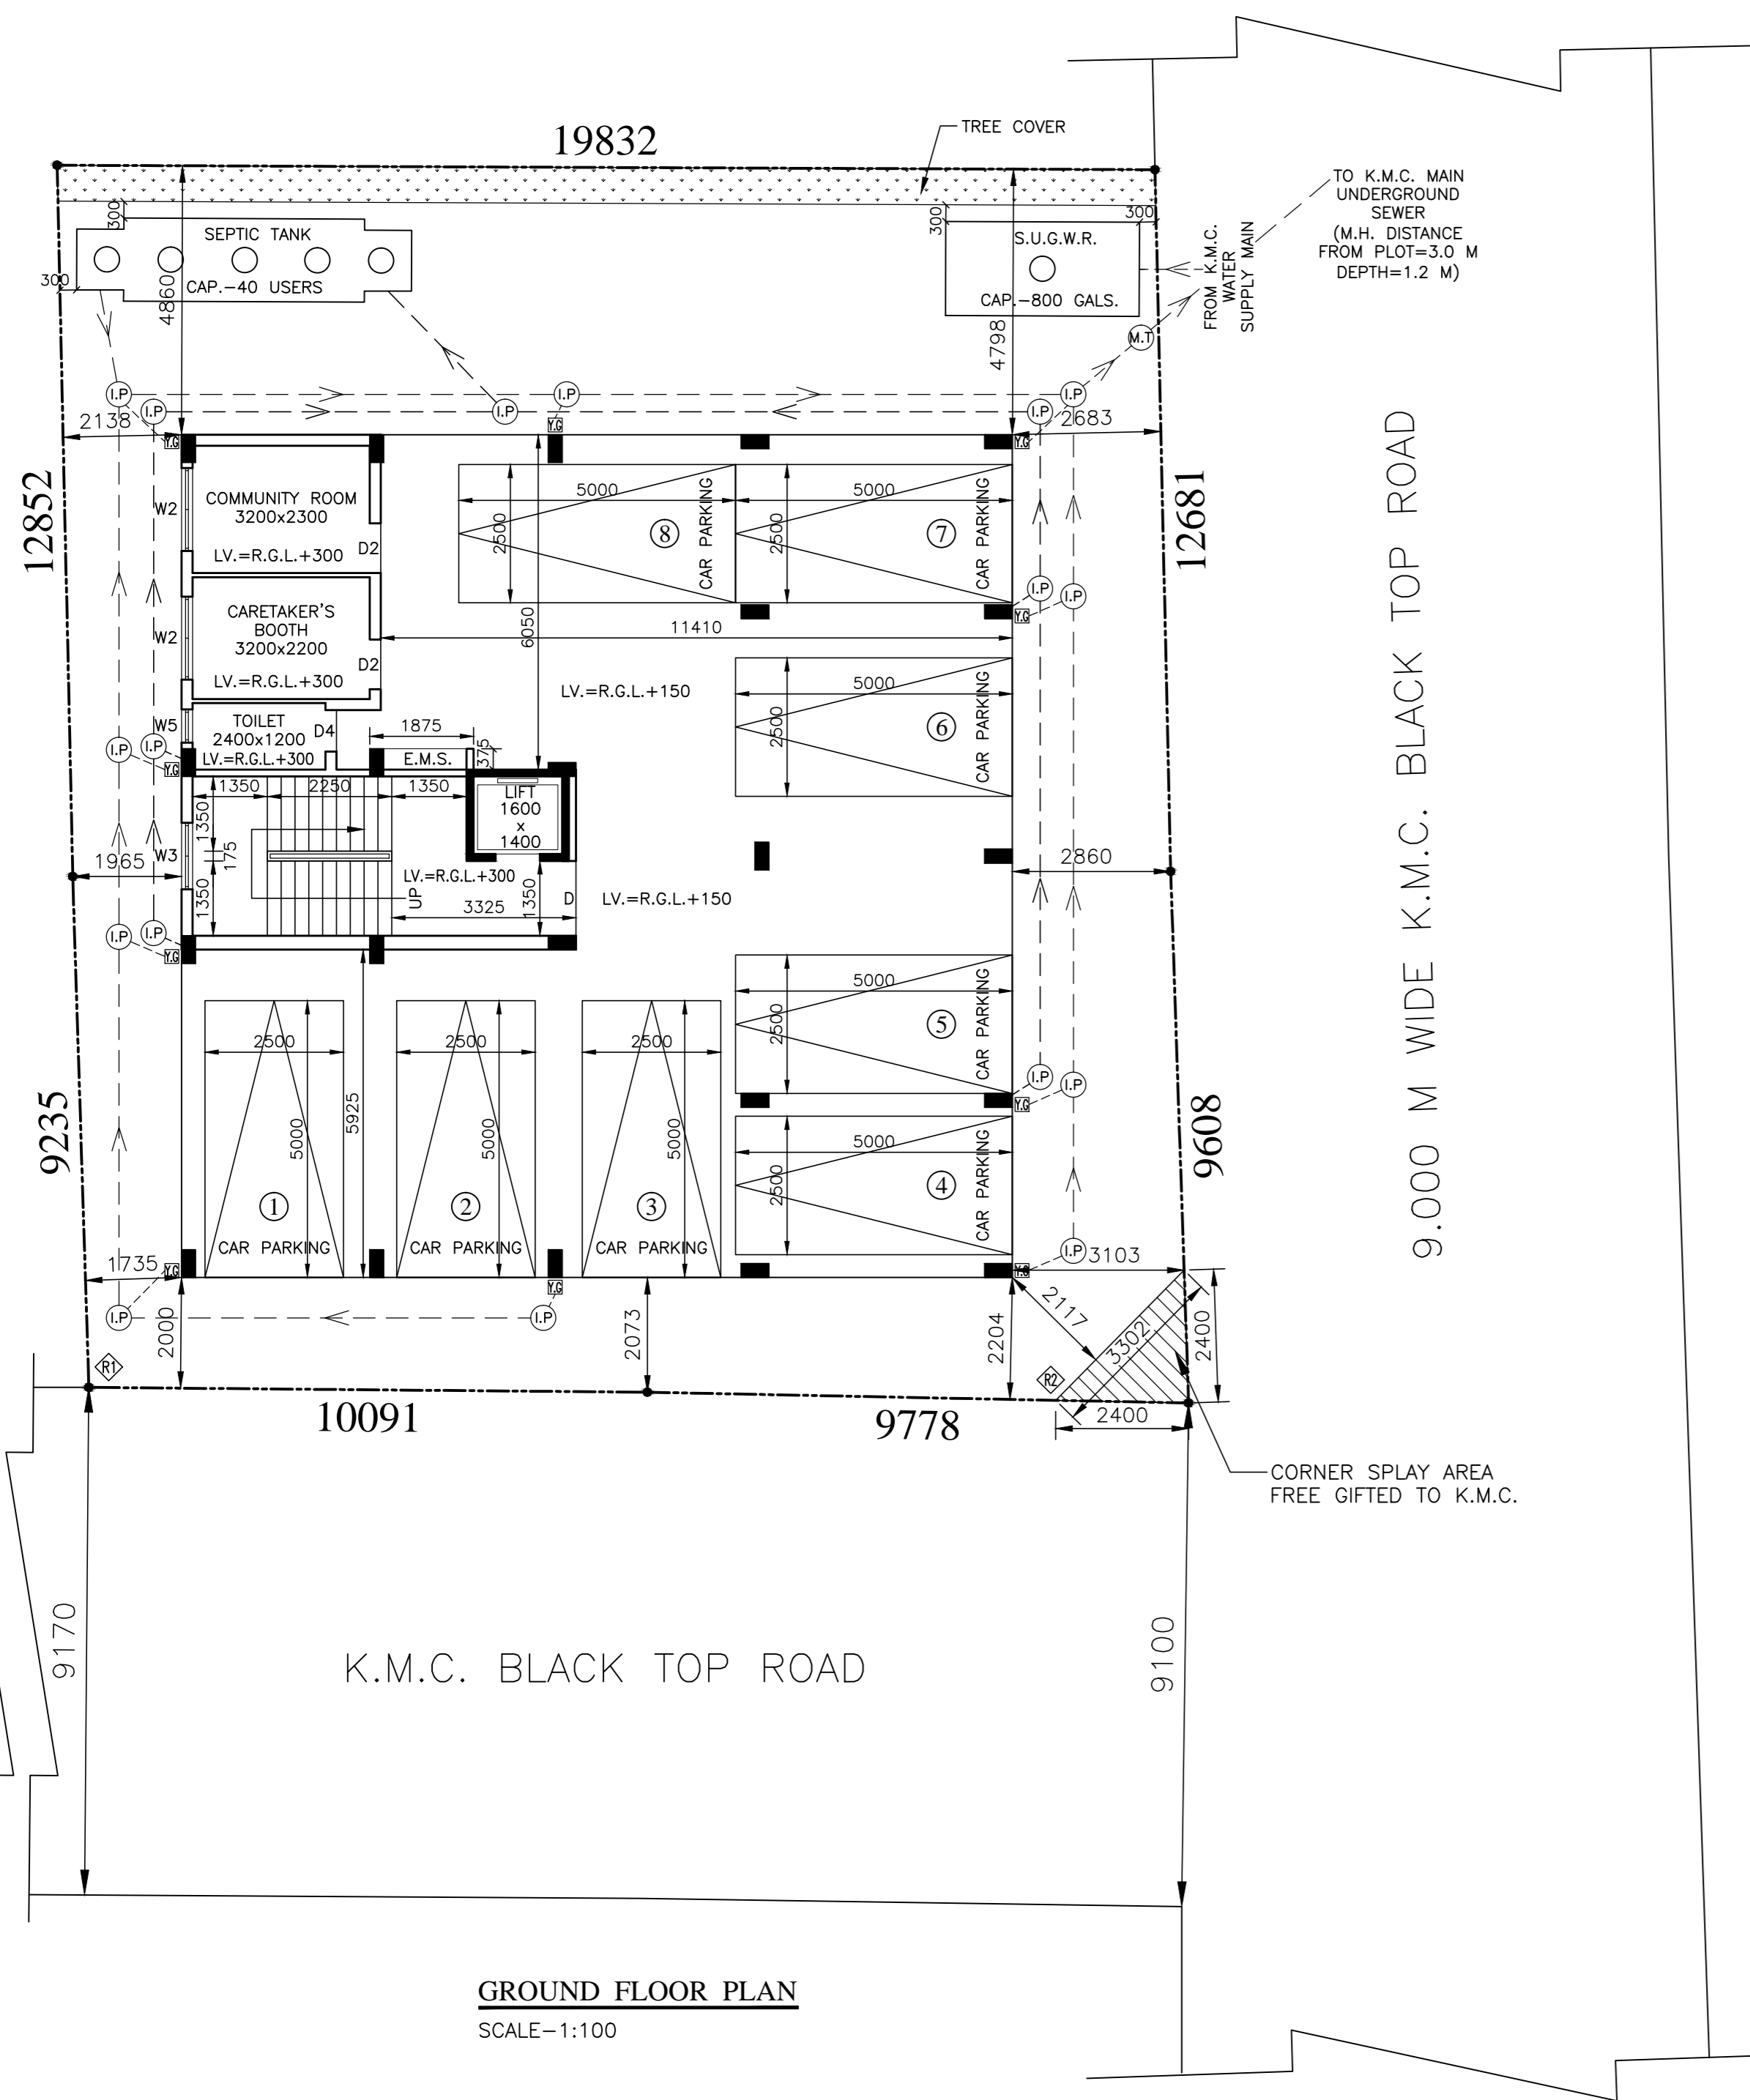 19832
TREE COVER
TO K.M.C. MAIN
UNDERGROUND
SEWER
(M.H. DISTANCE
FROM PLOT=3.0 M
DEPTH=1.2 M)
300
SEPTIC TANK
CAP.-40 USERS
300
4860
300
300
S.U.G.W.R.
CAP.-800 GALS.
4798
FROM K.M.C.
WATER
SUPPLY MAIN
M.T
I.P
I.P
I.P
I.P
I.P
I.P
2138
Y.G
Y.G
Y.G
2683
12852
12681
W2
COMMUNITY ROOM
3200x2300
LV.=R.G.L.+300
D2
5000
2500
8
CAR PARKING
5000
2500
7
CAR PARKING
I.P
I.P
Y.G
W2
CARETAKER'S
BOOTH
3200x2200
LV.=R.G.L.+300
D2
6050
11410
LV.=R.G.L.+150
5000
2500
6
CAR PARKING
W5
TOILET
2400x1200
LV.=R.G.L.+300
D4
1875
E.M.S.
375
I.P
I.P
Y.G
1350
2250
1350
LIFT
1600
x
1400
1350
175
1350
W3
1965
LV.=R.G.L.+300
UP
3325
1350
D
LV.=R.G.L.+150
2860
9.000 M WIDE K.M.C. BLACK TOP ROAD
I.P
I.P
Y.G
5000
2500
5
CAR PARKING
I.P
I.P
Y.G
9235
9608
2500
5000
1
CAR PARKING
5925
2500
5000
2
CAR PARKING
2500
5000
3
CAR PARKING
5000
2500
4
CAR PARKING
1735
Y.G
Y.G
Y.G
I.P
3103
I.P
I.P
2000
2073
2204
2117
3302
2400
2400
R1
R2
10091
9778
CORNER SPLAY AREA
FREE GIFTED TO K.M.C.
9170
K.M.C. BLACK TOP ROAD
9100
GROUND FLOOR PLAN
SCALE-1:100